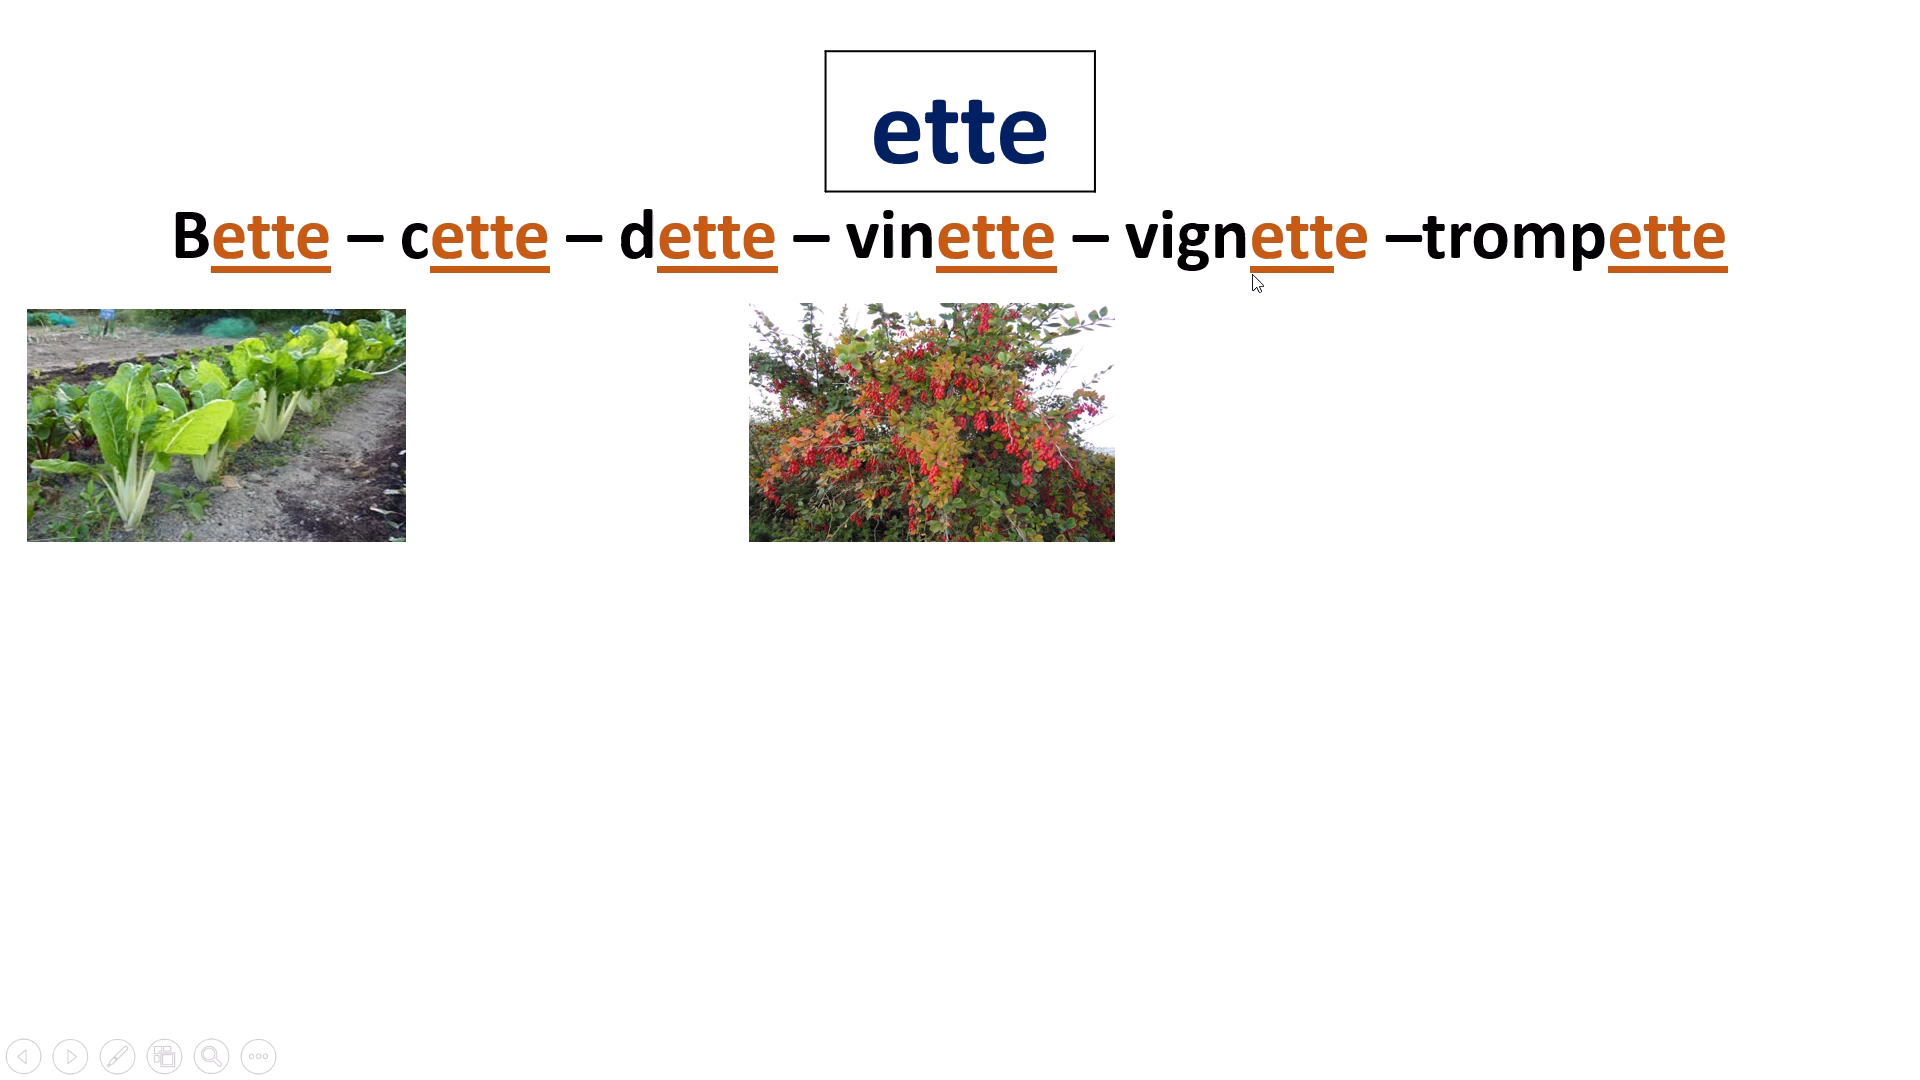 ette
Bette – cette – dette – vinette – vignette –trompette